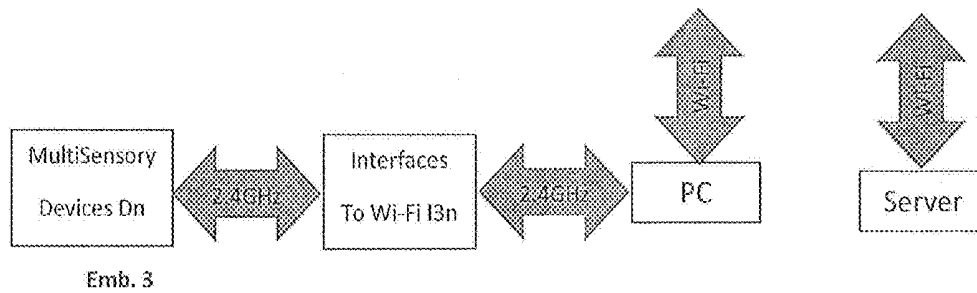 Wi-Fi
Wi-Fi
MultiSensory
Devices Dn
2.4GHz
Interfaces
To Wi-Fi I3n
2.4GHz
PC
Server
Emb. 3